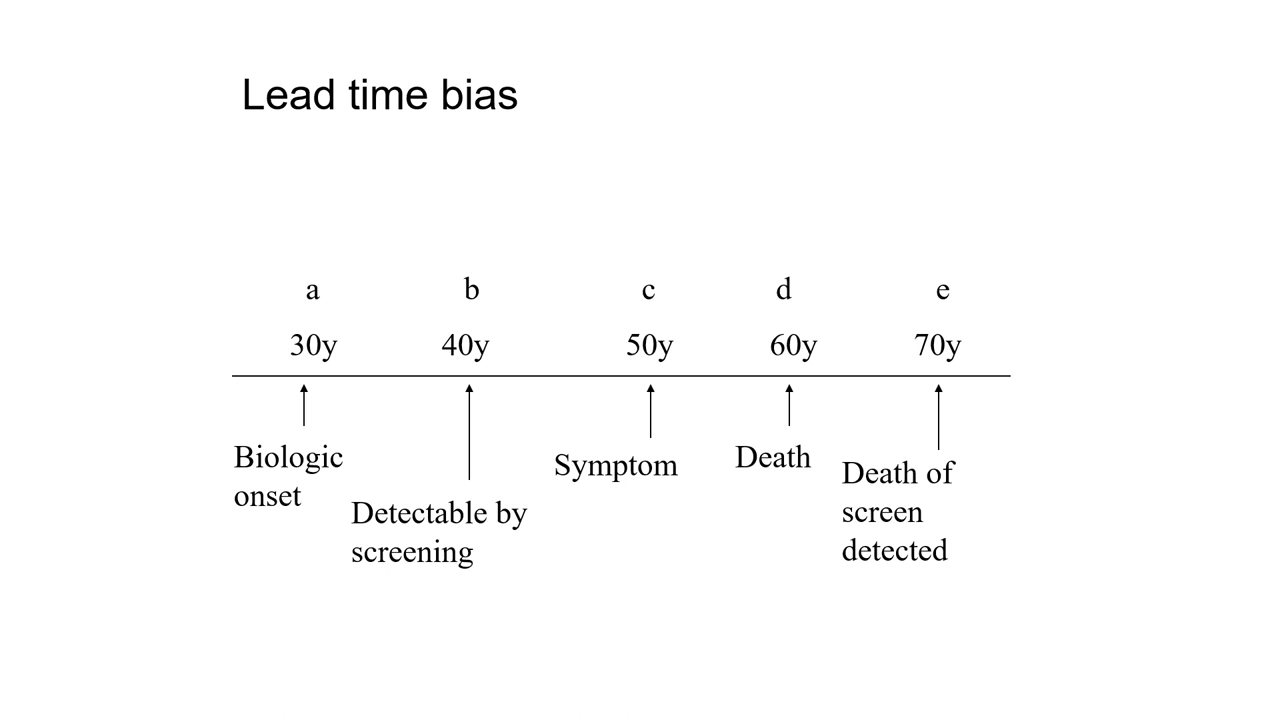 Lead time bias
a b c d e
30y 40y 50y 60y 70y
Biologic
onset
Detectable by
screening
Symptom
Death
Death of
screen
detected